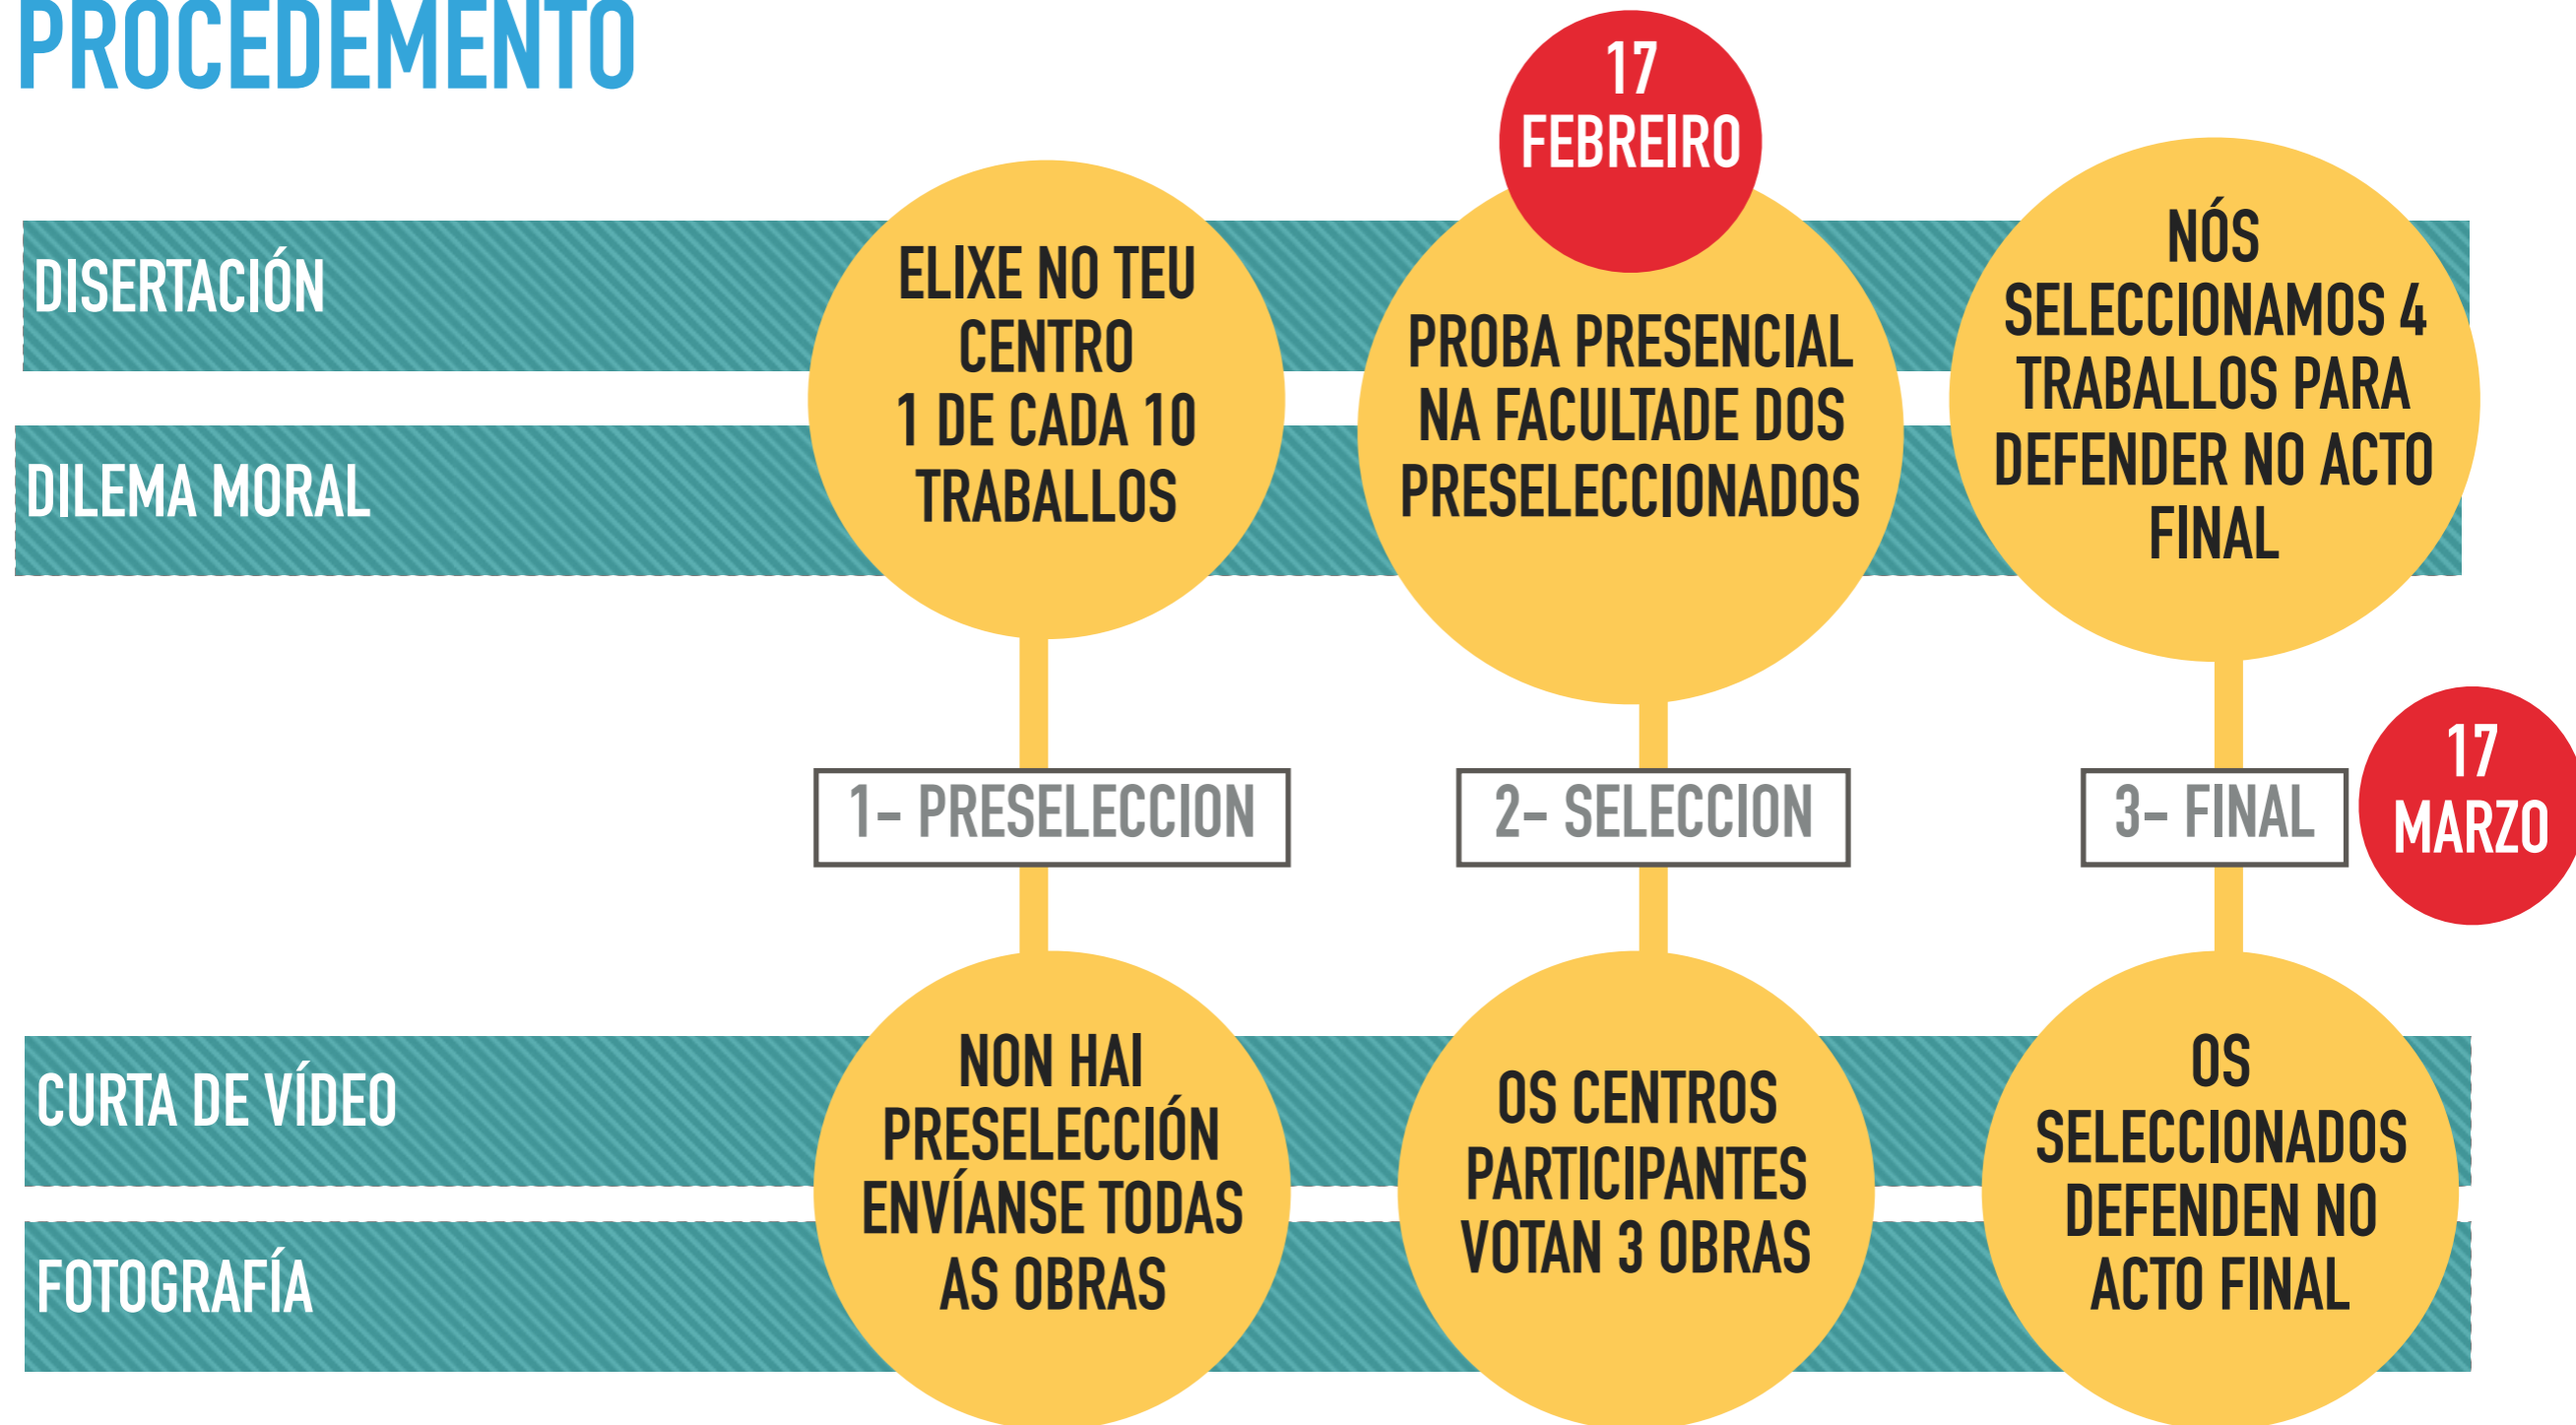 PROCEDEMENTO
17
FEBREIRO
DISERTACIÓN
DILEMA MORAL
ELIXE NO TEU
CENTRO
1 DE CADA 10
TRABALLOS
PROBA PRESENCIAL
NA FACULTADE DOS
PRESELECCIONADOS
NÓS
SELECCIONAMOS 4
TRABALLOS PARA
DEFENDER NO ACTO
FINAL
1- PRESELECCION
2- SELECCION
3- FINAL
17
MARZO
CURTA DE VÍDEO
FOTOGRAFÍA
NON HAI
PRESELECCIÓN
ENVÍANSE TODAS
AS OBRAS
OS CENTROS
PARTICIPANTES
VOTAN 3 OBRAS
OS
SELECCIONADOS
DEFENDEN NO
ACTO FINAL